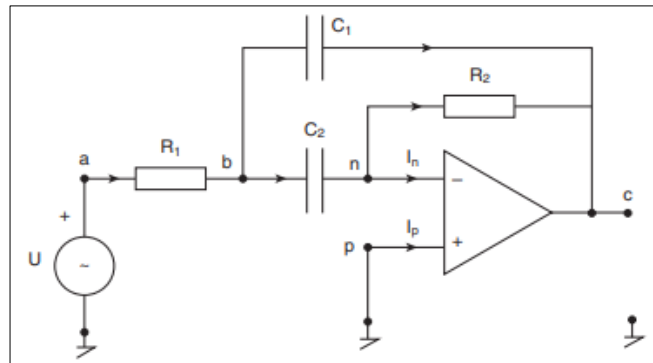 C₁
R₂
C₂
a R₁ b n Iₙ −
+ p Iₚ + c
U ~